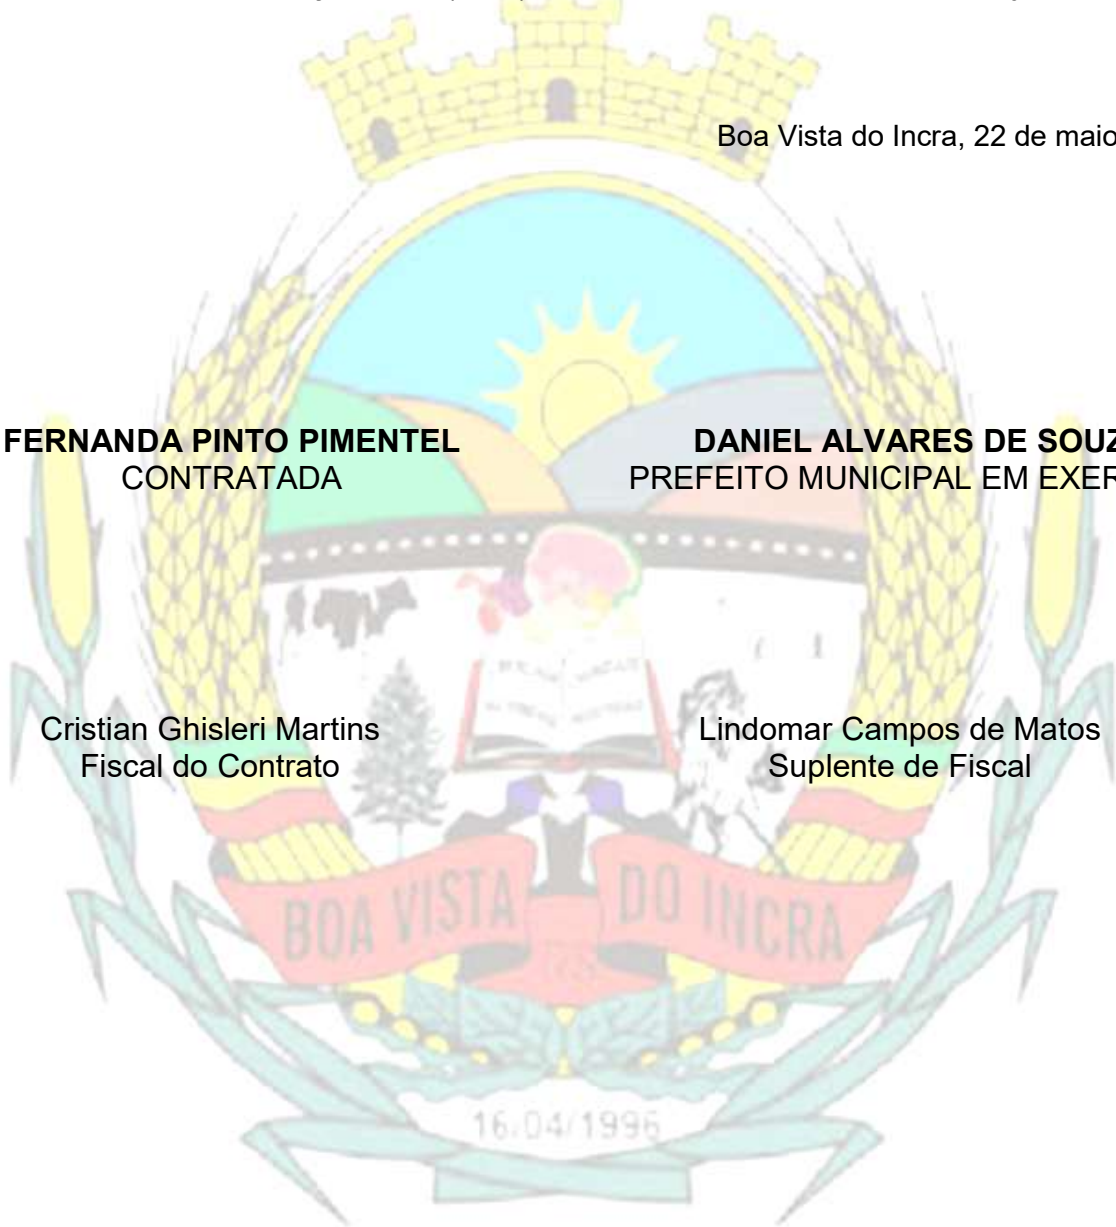 Boa Vista do Incra, 22 de maio
FERNANDA PINTO PIMENTEL
CONTRATADA
DANIEL ALVARES DE SOUZ
PREFEITO MUNICIPAL EM EXER
Cristian Ghisleri Martins
Fiscal do Contrato
Lindomar Campos de Matos
Suplente de Fiscal
BOA VISTA DO INCRA
RS
16/04/1996